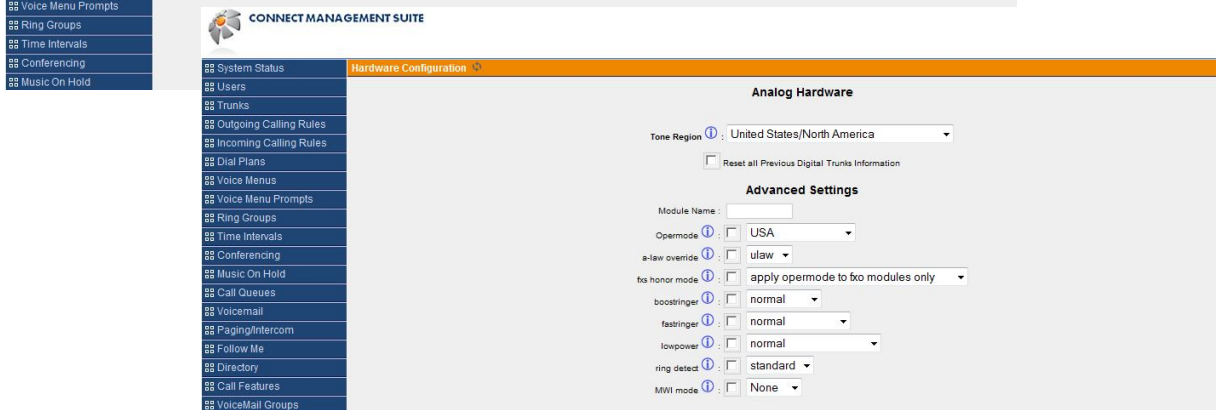 Voice Menu Prompts
Ring Groups
Time Intervals
Conferencing
Music On Hold
CONNECT MANAGEMENT SUITE
System Status
Users
Trunks
Outgoing Calling Rules
Incoming Calling Rules
Dial Plans
Voice Menus
Voice Menu Prompts
Ring Groups
Time Intervals
Conferencing
Music On Hold
Call Queues
Voicemail
Paging/Intercom
Follow Me
Directory
Call Features
VoiceMail Groups
Hardware Configuration
Analog Hardware
Tone Region : United States/North America
Reset all Previous Digital Trunks Information
Advanced Settings
Module Name :
Opermode : USA
a-law override : ulaw
fxs honor mode : apply opermode to fxo modules only
boostringer : normal
fastringer : normal
lowpower : normal
ring detect : standard
MWI mode : None